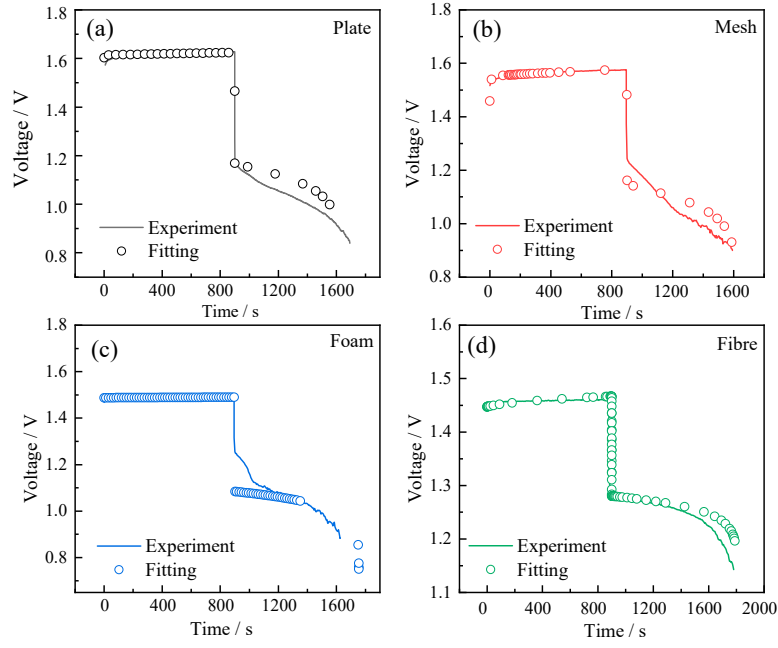 (a)
Plate
1.8
1.6
1.4
1.2
1.0
0.8
Voltage / V
Experiment
Fitting
0
400
800
1200
1600
Time / s
(b)
Mesh
1.8
1.6
1.4
1.2
1.0
0.8
Voltage / V
Experiment
Fitting
0
400
800
1200
1600
Time / s
(c)
Foam
1.8
1.6
1.4
1.2
1.0
0.8
Voltage / V
Experiment
Fitting
0
400
800
1200
1600
Time / s
(d)
Fibre
1.6
1.5
1.4
1.3
1.2
1.1
Voltage / V
Experiment
Fitting
0
400
800
1200
1600
2000
Time / s